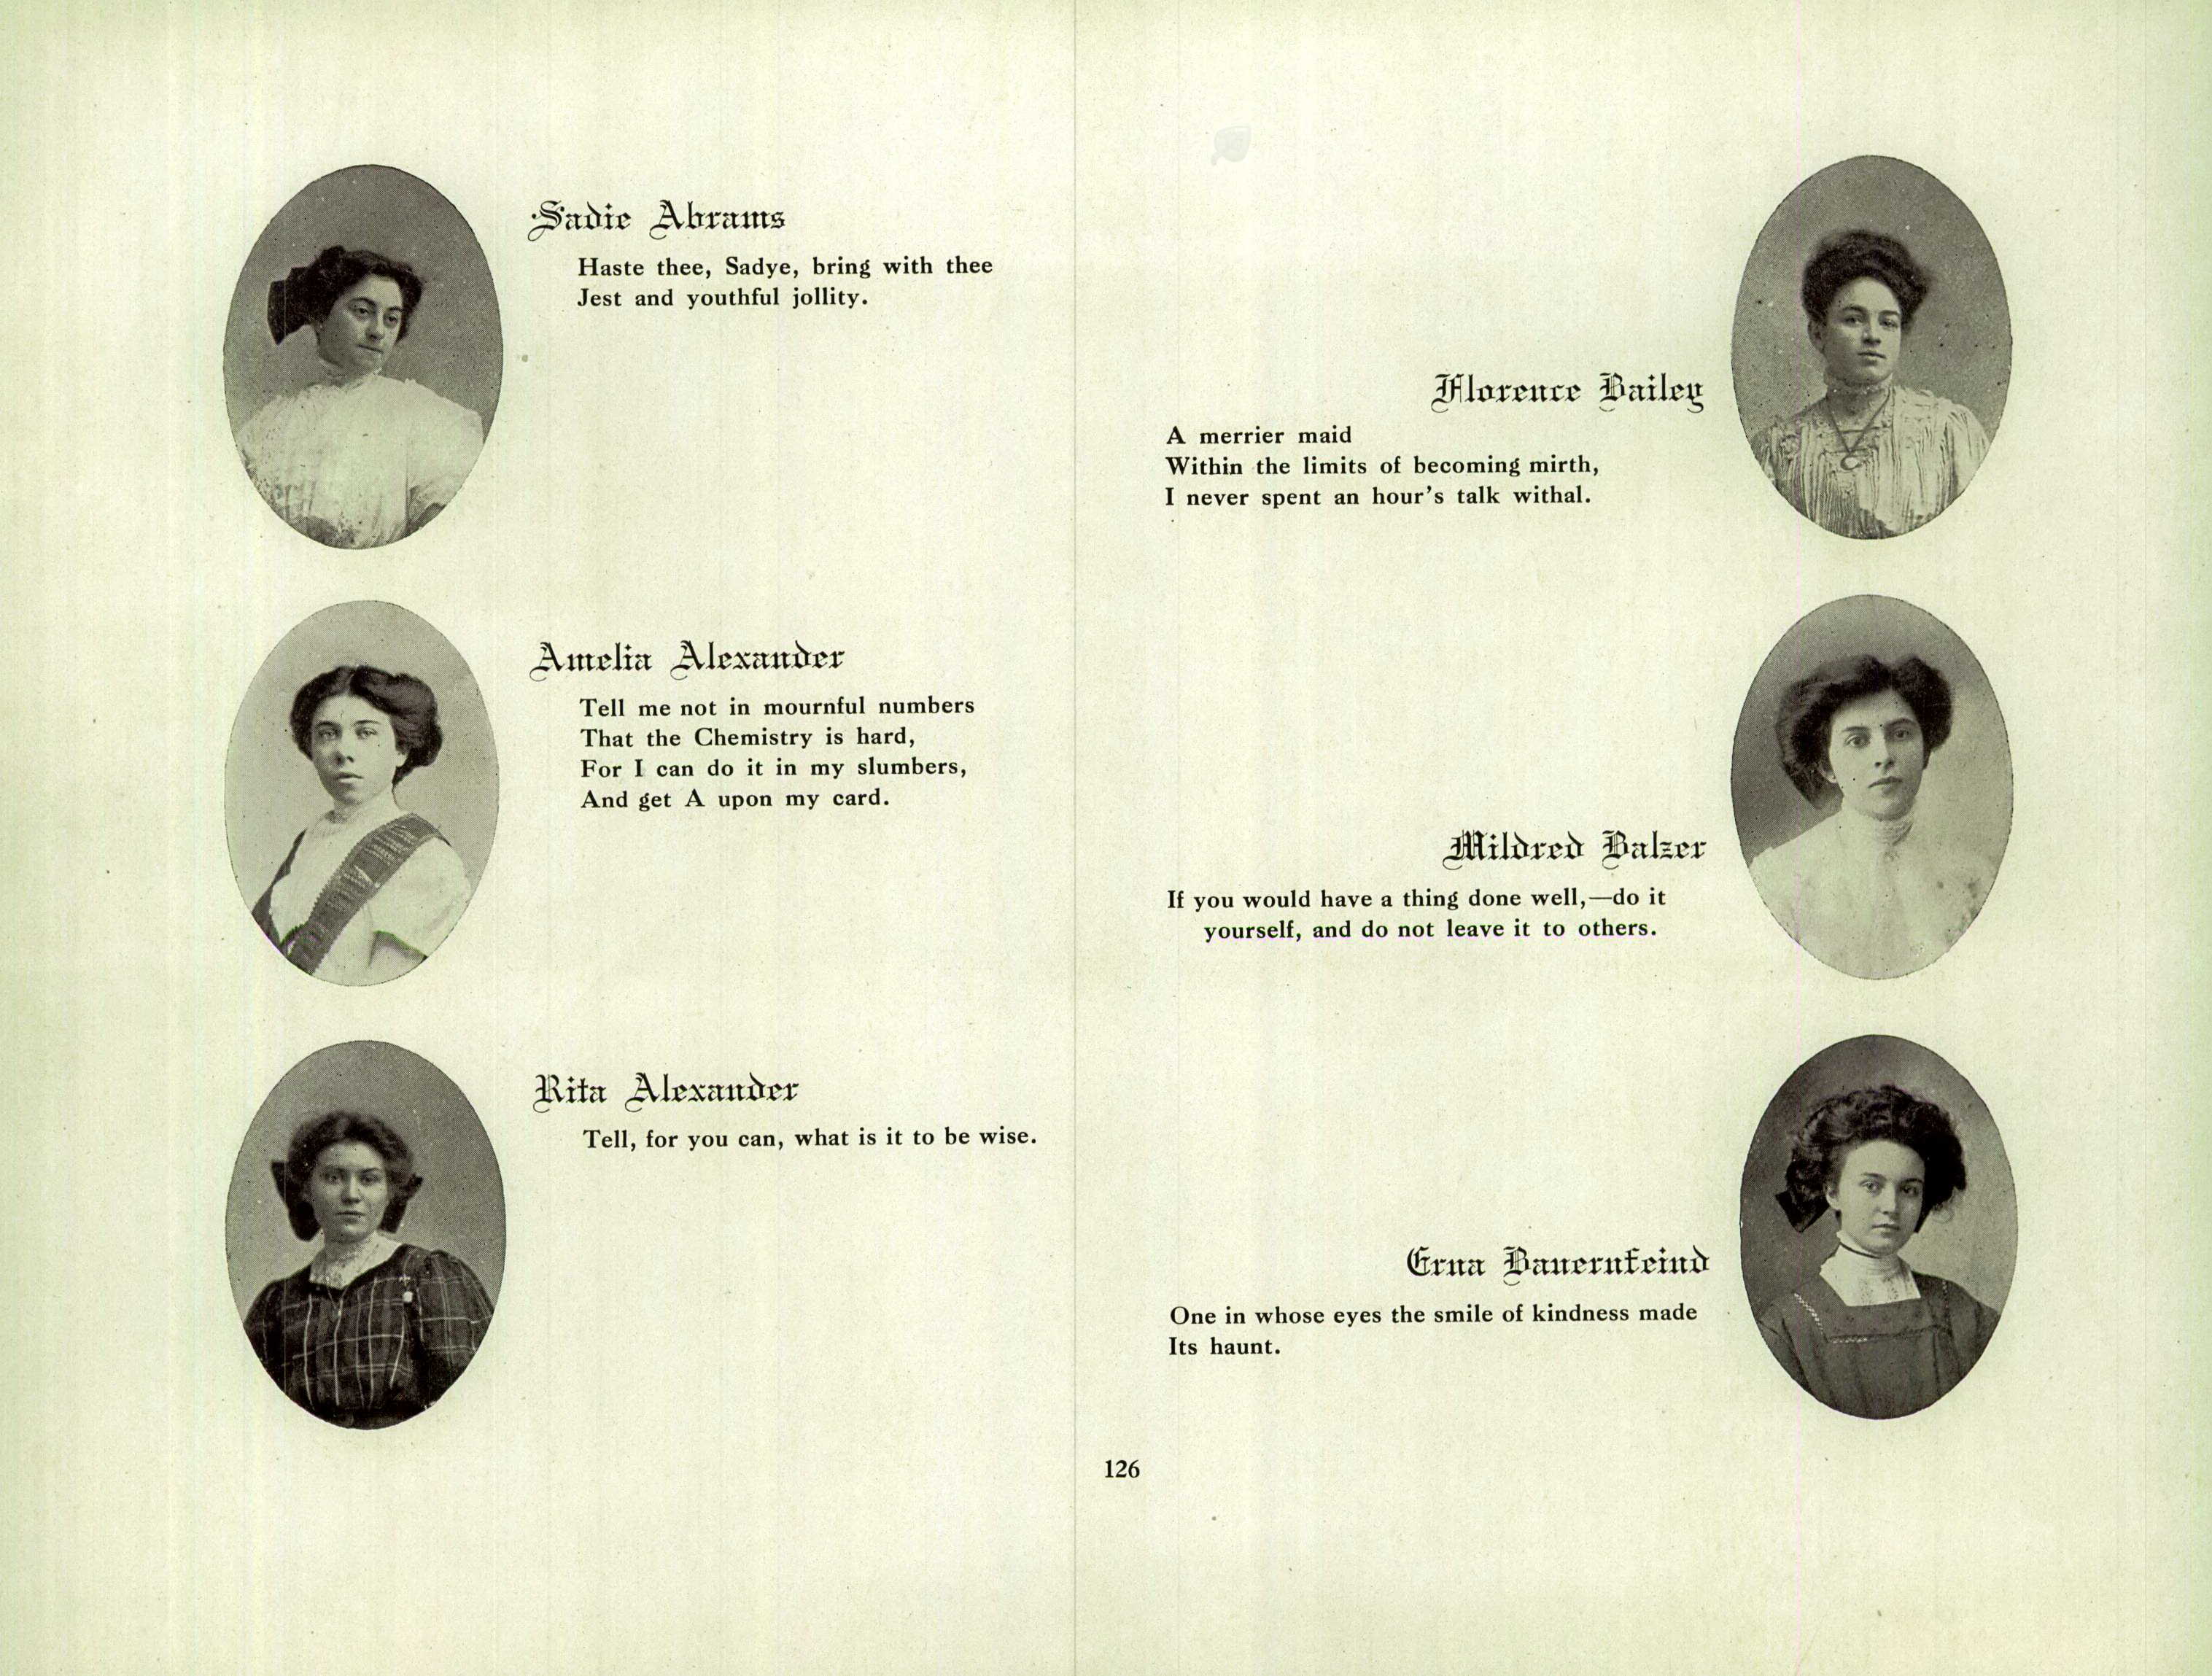 Sadie Abrams
Haste thee, Sadye, bring with thee
Jest and youthful jollity.
Amelia Alexander
Tell me not in mournful numbers
That the Chemistry is hard,
For I can do it in my slumbers,
And get A upon my card.
Rita Alexander
Tell, for you can, what is it to be wise.
Florence Bailey
A merrier maid
Within the limits of becoming mirth,
I never spent an hour's talk withal.
Mildred Balzer
If you would have a thing done well,—do it
yourself, and do not leave it to others.
Erna Bauernfeind
One in whose eyes the smile of kindness made
Its haunt.
126